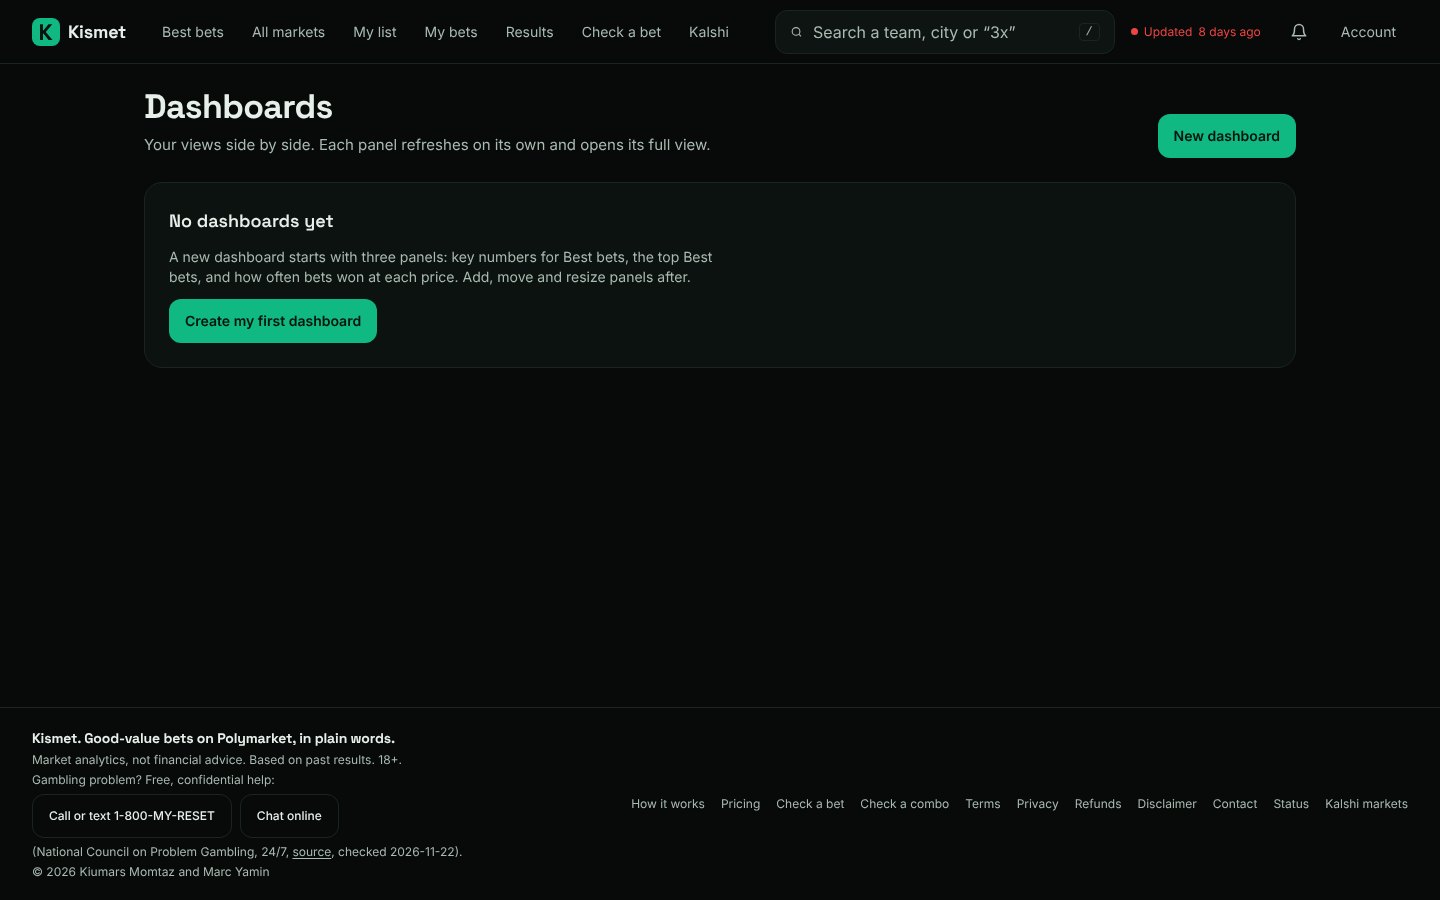 K Kismet Best bets All markets My list My bets Results Check a bet Kalshi Search a team, city or “3x” / Updated 8 days ago Account
Dashboards
Your views side by side. Each panel refreshes on its own and opens its full view.
New dashboard
No dashboards yet
A new dashboard starts with three panels: key numbers for Best bets, the top Best
bets, and how often bets won at each price. Add, move and resize panels after.
Create my first dashboard
Kismet. Good-value bets on Polymarket, in plain words.
Market analytics, not financial advice. Based on past results. 18+.
Gambling problem? Free, confidential help:
Call or text 1-800-MY-RESET Chat online
(National Council on Problem Gambling, 24/7, source, checked 2026-11-22).
© 2026 Kiumars Momtaz and Marc Yamin
How it works Pricing Check a bet Check a combo Terms Privacy Refunds Disclaimer Contact Status Kalshi markets